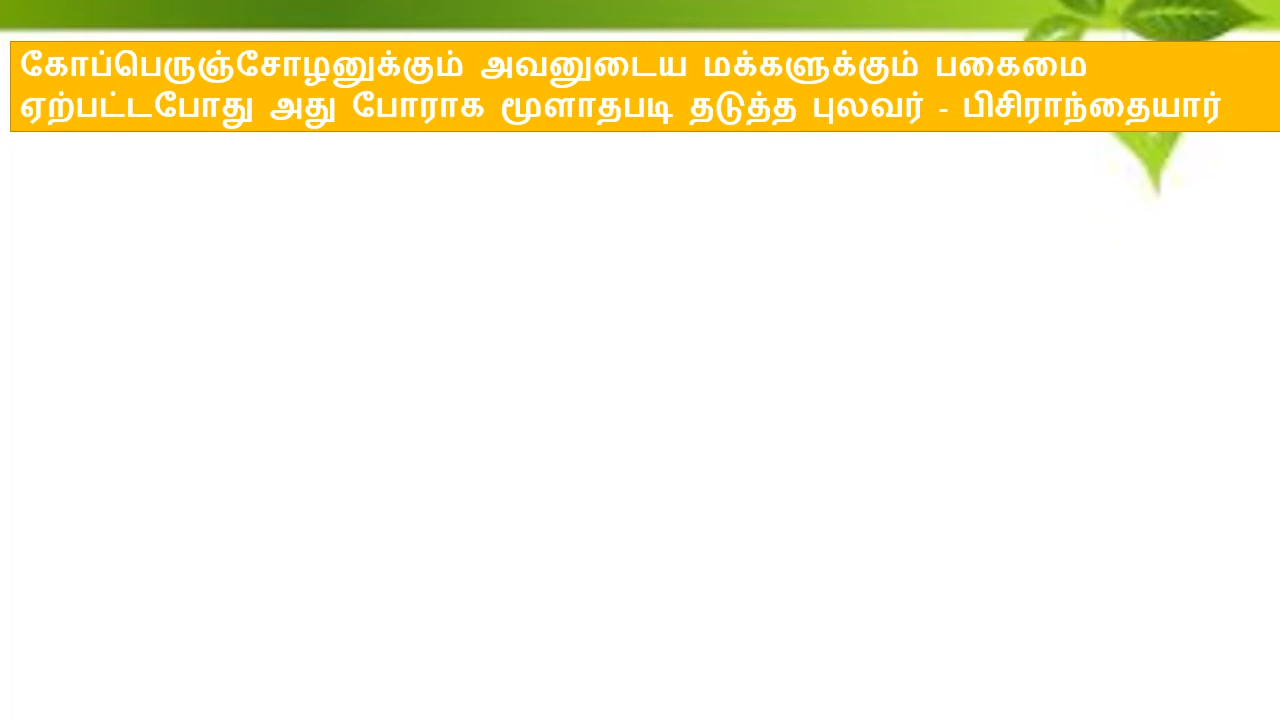 கோப்பெருஞ்சோழனுக்கும் அவனுடைய மக்களுக்கும் பகைமை
ஏற்பட்டபோது அது போராக மூளாதபடி தடுத்த புலவர் - பிசிராந்தையார்